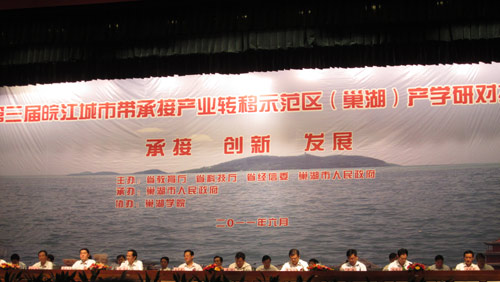 第三届皖江城市带承接产业转移示范区（巢湖）产学研对
承接 创新 发展
主办：省教育厅 省科技厅 省经信委 巢湖市人民政府
承办：巢湖市人民政府
协办：巢湖学院
二〇一一年六月